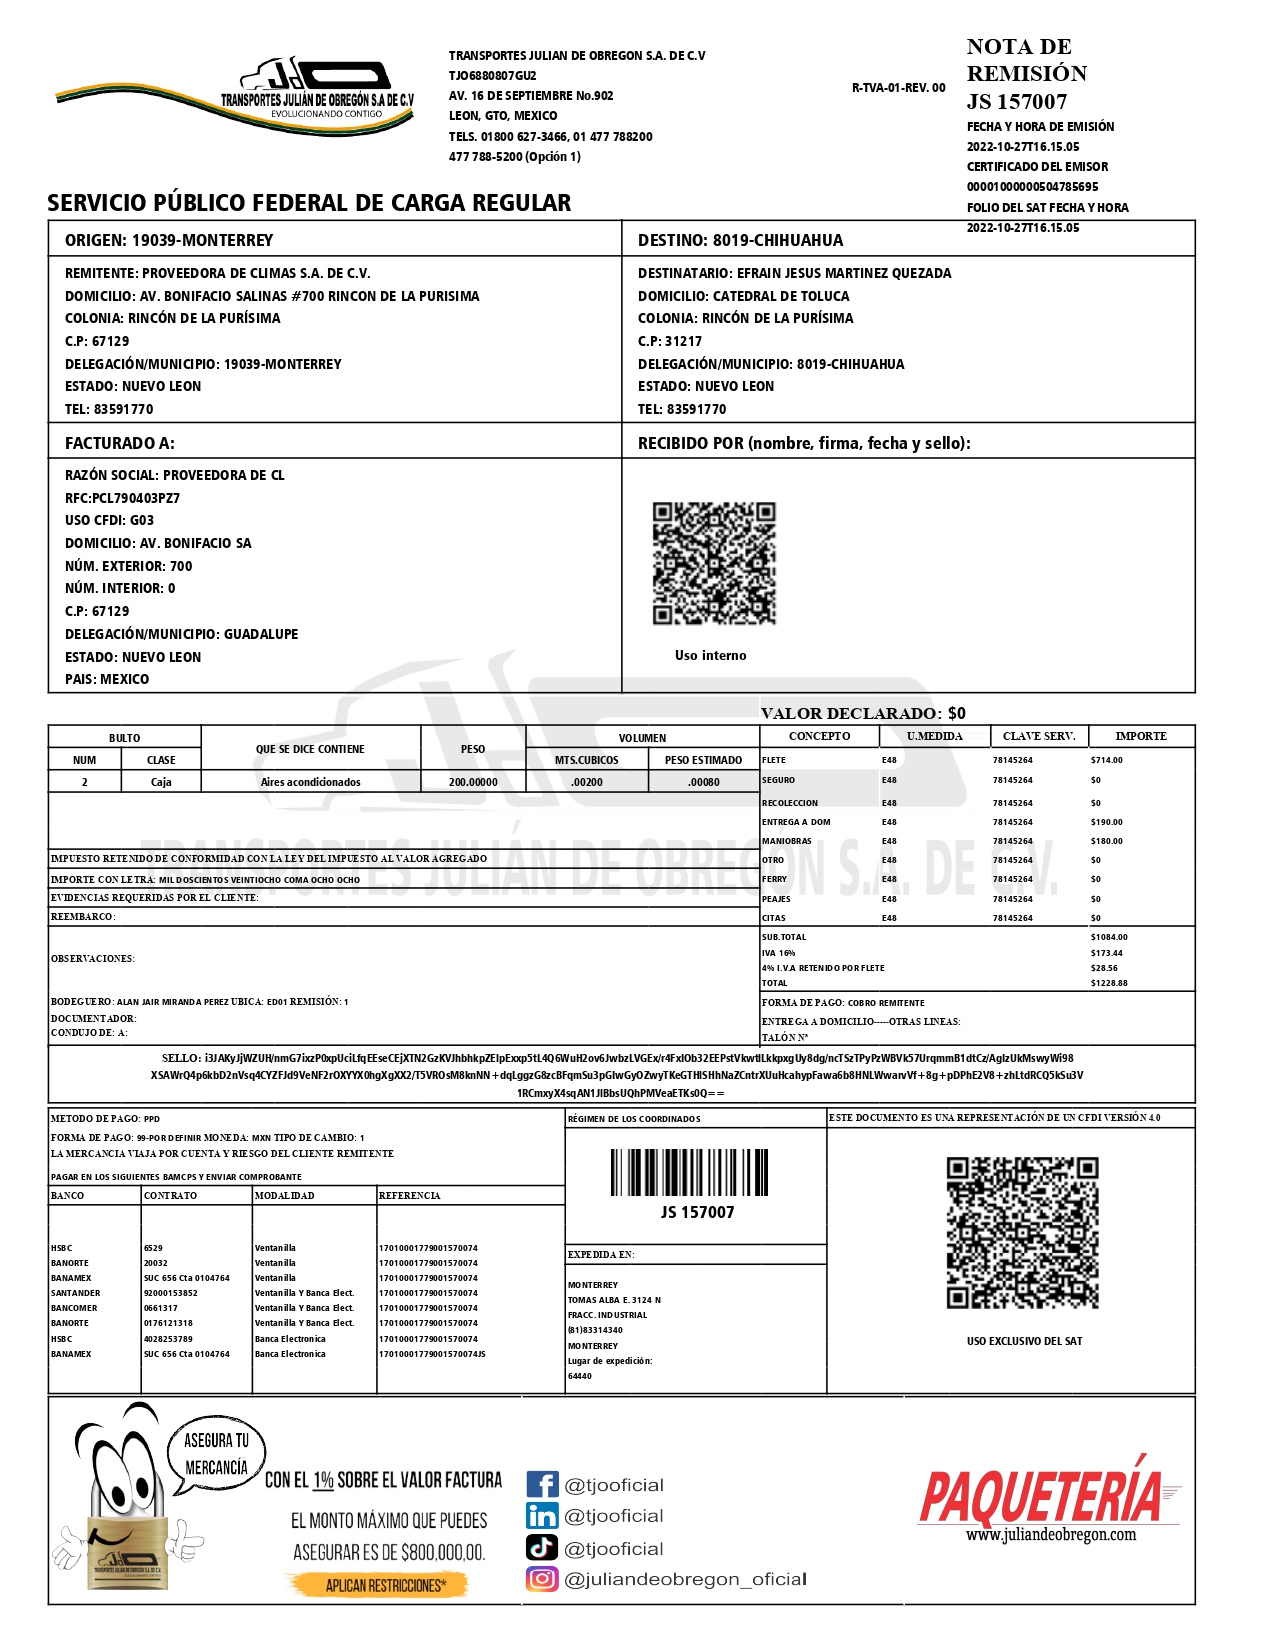 TRANSPORTES JULIÁN DE OBREGÓN S.A DE C.V
EVOLUCIONANDO CONTIGO
TRANSPORTES JULIAN DE OBREGON S.A. DE C.V
TJO6880807GU2
AV. 16 DE SEPTIEMBRE No.902
LEON, GTO, MEXICO
TELS. 01800 627-3466, 01 477 788200
477 788-5200 (Opción 1)
R-TVA-01-REV. 00
NOTA DE
REMISIÓN
JS 157007
FECHA Y HORA DE EMISIÓN
2022-10-27T16.15.05
CERTIFICADO DEL EMISOR
00001000000504785695
FOLIO DEL SAT FECHA Y HORA
2022-10-27T16.15.05
SERVICIO PÚBLICO FEDERAL DE CARGA REGULAR
ORIGEN: 19039-MONTERREY
REMITENTE: PROVEEDORA DE CLIMAS S.A. DE C.V.
DOMICILIO: AV. BONIFACIO SALINAS #700 RINCON DE LA PURISIMA
COLONIA: RINCÓN DE LA PURÍSIMA
C.P: 67129
DELEGACIÓN/MUNICIPIO: 19039-MONTERREY
ESTADO: NUEVO LEON
TEL: 83591770
DESTINO: 8019-CHIHUAHUA
DESTINATARIO: EFRAIN JESUS MARTINEZ QUEZADA
DOMICILIO: CATEDRAL DE TOLUCA
COLONIA: RINCÓN DE LA PURÍSIMA
C.P: 31217
DELEGACIÓN/MUNICIPIO: 8019-CHIHUAHUA
ESTADO: NUEVO LEON
TEL: 83591770
FACTURADO A:
RAZÓN SOCIAL: PROVEEDORA DE CL
RFC:PCL790403PZ7
USO CFDI: G03
DOMICILIO: AV. BONIFACIO SA
NÚM. EXTERIOR: 700
NÚM. INTERIOR: 0
C.P: 67129
DELEGACIÓN/MUNICIPIO: GUADALUPE
ESTADO: NUEVO LEON
PAIS: MEXICO
RECIBIDO POR (nombre, firma, fecha y sello):
Uso interno
TRANSPORTES JULIÁN DE OBREGÓN S.A. DE C.V.
VALOR DECLARADO: $0
BULTO QUE SE DICE CONTIENE PESO VOLUMEN
NUM CLASE MTS.CUBICOS PESO ESTIMADO
2 Caja Aires acondicionados 200.00000 .00200 .00080
CONCEPTO U.MEDIDA CLAVE SERV. IMPORTE
FLETE E48 78145264 $714.00
SEGURO E48 78145264 $0
RECOLECCION E48 78145264 $0
ENTREGA A DOM E48 78145264 $190.00
MANIOBRAS E48 78145264 $180.00
OTRO E48 78145264 $0
FERRY E48 78145264 $0
PEAJES E48 78145264 $0
CITAS E48 78145264 $0
SUB.TOTAL $1084.00
IVA 16% $173.44
4% I.V.A RETENIDO POR FLETE $28.56
TOTAL $1228.88
IMPUESTO RETENIDO DE CONFORMIDAD CON LA LEY DEL IMPUESTO AL VALOR AGREGADO
IMPORTE CON LETRA: MIL DOSCIENTOS VEINTIOCHO COMA OCHO OCHO
EVIDENCIAS REQUERIDAS POR EL CLIENTE:
REEMBARCO:
OBSERVACIONES:
BODEGUERO: ALAN JAIR MIRANDA PEREZ UBICA: ED01 REMISIÓN: 1
DOCUMENTADOR:
CONDUJO DE: A:
FORMA DE PAGO: COBRO REMITENTE
ENTREGA A DOMICILIO-----OTRAS LINEAS:
TALÓN N*
SELLO: i3JAKyJjWZUH/nmG7ixzP0xpUciLfqEEseCEjXTN2GzKVJhbhkpZEIpExxp5tL4Q6WuH2ov6JwbzLVGEx/r4FxIOb32EEPstVkwtJLkkpxgUy8dg/ncTSzTPyPzWBVk57UrqmmB1dtCz/AgIzUkMswyWi98
XSAWrQ4p6kbD2nVsq4CYZFJd9VeNF2rOXYYX0hgXgXX2/T5VROsM8knNN+dqLggzG8zcBFqmSu3pGIwGyOZwyTKeGTHISHhNaZCntrXUuHcahypFawa6b8HNLWwarvVf+8g+pDPhE2V8+zhLtdRCQ5kSu3V
1RCmxyX4sqAN1JIBbsUQhPMVeaETKs0Q==
METODO DE PAGO: PPD
FORMA DE PAGO: 99-POR DEFINIR MONEDA: MXN TIPO DE CAMBIO: 1
LA MERCANCIA VIAJA POR CUENTA Y RIESGO DEL CLIENTE REMITENTE
PAGAR EN LOS SIGUIENTES BAMCPS Y ENVIAR COMPROBANTE
BANCO CONTRATO MODALIDAD REFERENCIA
HSBC 6529 Ventanilla 17010001779001570074
BANORTE 20032 Ventanilla 17010001779001570074
BANAMEX SUC 656 Cta 0104764 Ventanilla 17010001779001570074
SANTANDER 92000153852 Ventanilla Y Banca Elect. 17010001779001570074
BANCOMER 0661317 Ventanilla Y Banca Elect. 17010001779001570074
BANORTE 0176121318 Ventanilla Y Banca Elect. 17010001779001570074
HSBC 4028253789 Banca Electronica 17010001779001570074
BANAMEX SUC 656 Cta 0104764 Banca Electronica 17010001779001570074JS
RÉGIMEN DE LOS COORDINADOS
JS 157007
EXPEDIDA EN:
MONTERREY
TOMAS ALBA E. 3124 N
FRACC. INDUSTRIAL
(81)83314340
MONTERREY
Lugar de expedición:
64440
ESTE DOCUMENTO ES UNA REPRESENTACIÓN DE UN CFDI VERSIÓN 4.0
USO EXCLUSIVO DEL SAT
ASEGURA TU
MERCANCÍA
CON EL 1% SOBRE EL VALOR FACTURA
EL MONTO MÁXIMO QUE PUEDES
ASEGURAR ES DE $800,000,00.
APLICAN RESTRICCIONES*
TRANSPORTES JULIÁN DE OBREGÓN S.A. DE C.V.
@tjooficial
@tjooficial
@tjooficial
@juliandeobregon_oficial
PAQUETERÍA
www.juliandeobregon.com